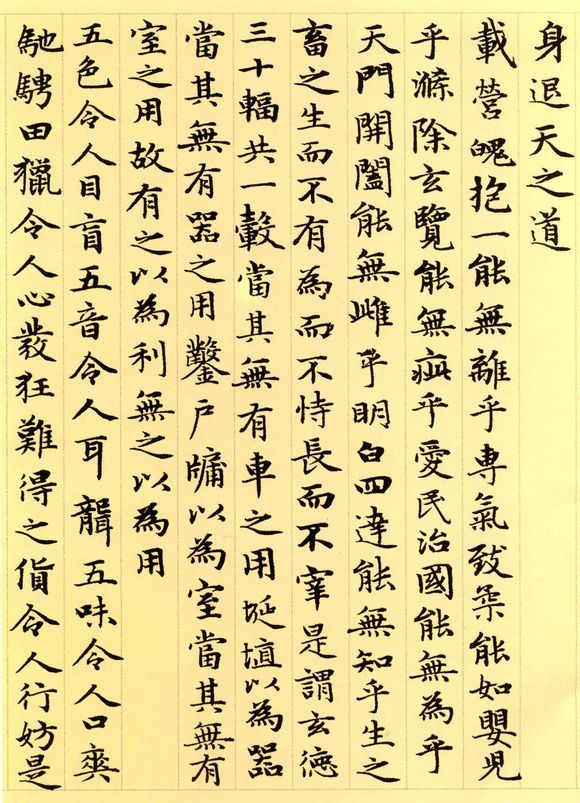 身退天之道
載營魄抱一能無離乎専氣致柔能如嬰児
乎滌除玄覽能無疵乎愛民治國能無為乎
天門開闔能無雌乎明白四達能無知乎生之
畜之生而不有為而不恃長而不宰是謂玄德
三十輻共一轂當其無有車之用埏埴以為器
當其無有器之用鑿戶牖以為室當其無有
室之用故有之以為利無之以為用
五色令人目盲五音令人耳聾五味令人口爽
馳騁田獵令人心發狂難得之貨令人行妨是